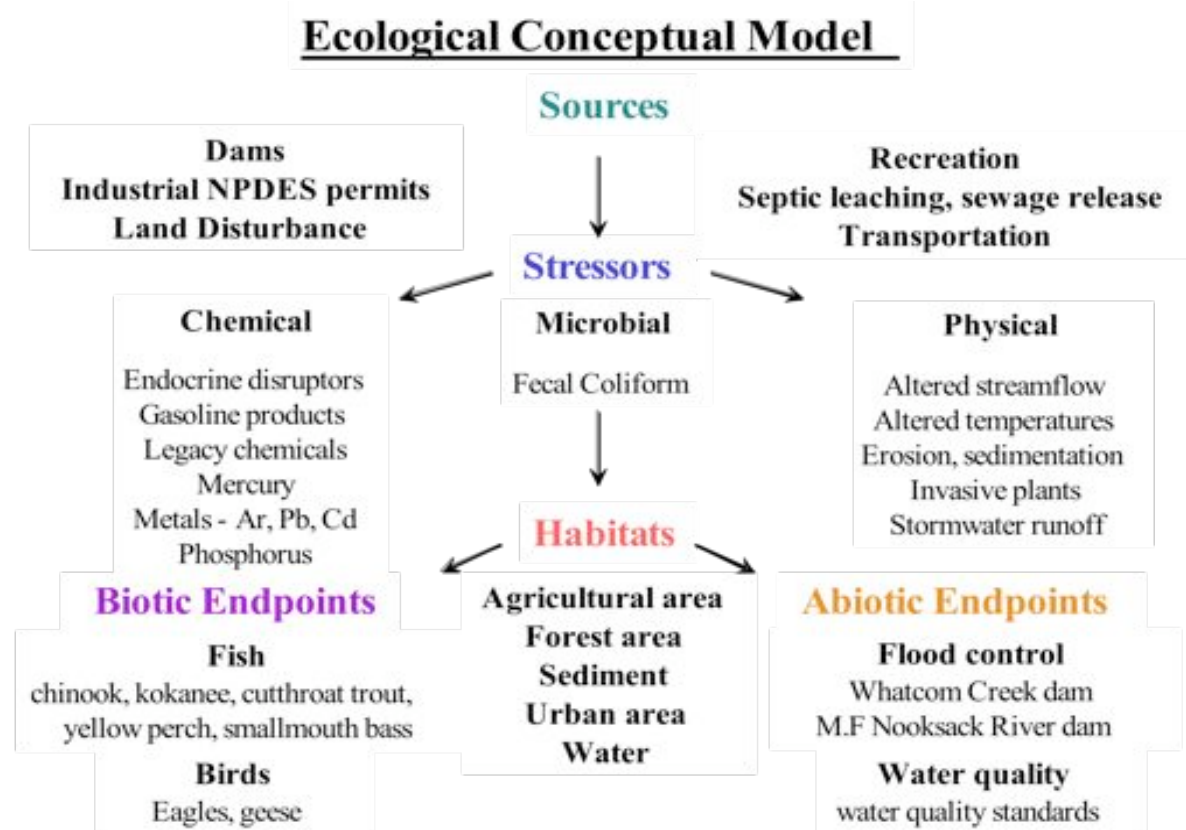 Ecological Conceptual Model
Sources
Dams
Industrial NPDES permits
Land Disturbance
Recreation
Septic leaching, sewage release
Transportation
Stressors
Chemical
Endocrine disruptors
Gasoline products
Legacy chemicals
Mercury
Metals - Ar, Pb, Cd
Phosphorus
Microbial
Fecal Coliform
Physical
Altered streamflow
Altered temperatures
Erosion, sedimentation
Invasive plants
Stormwater runoff
Habitats
Agricultural area
Forest area
Sediment
Urban area
Water
Biotic Endpoints
Fish
chinook, kokanee, cutthroat trout,
yellow perch, smallmouth bass
Birds
Eagles, geese
Abiotic Endpoints
Flood control
Whatcom Creek dam
M.F Nooksack River dam
Water quality
water quality standards